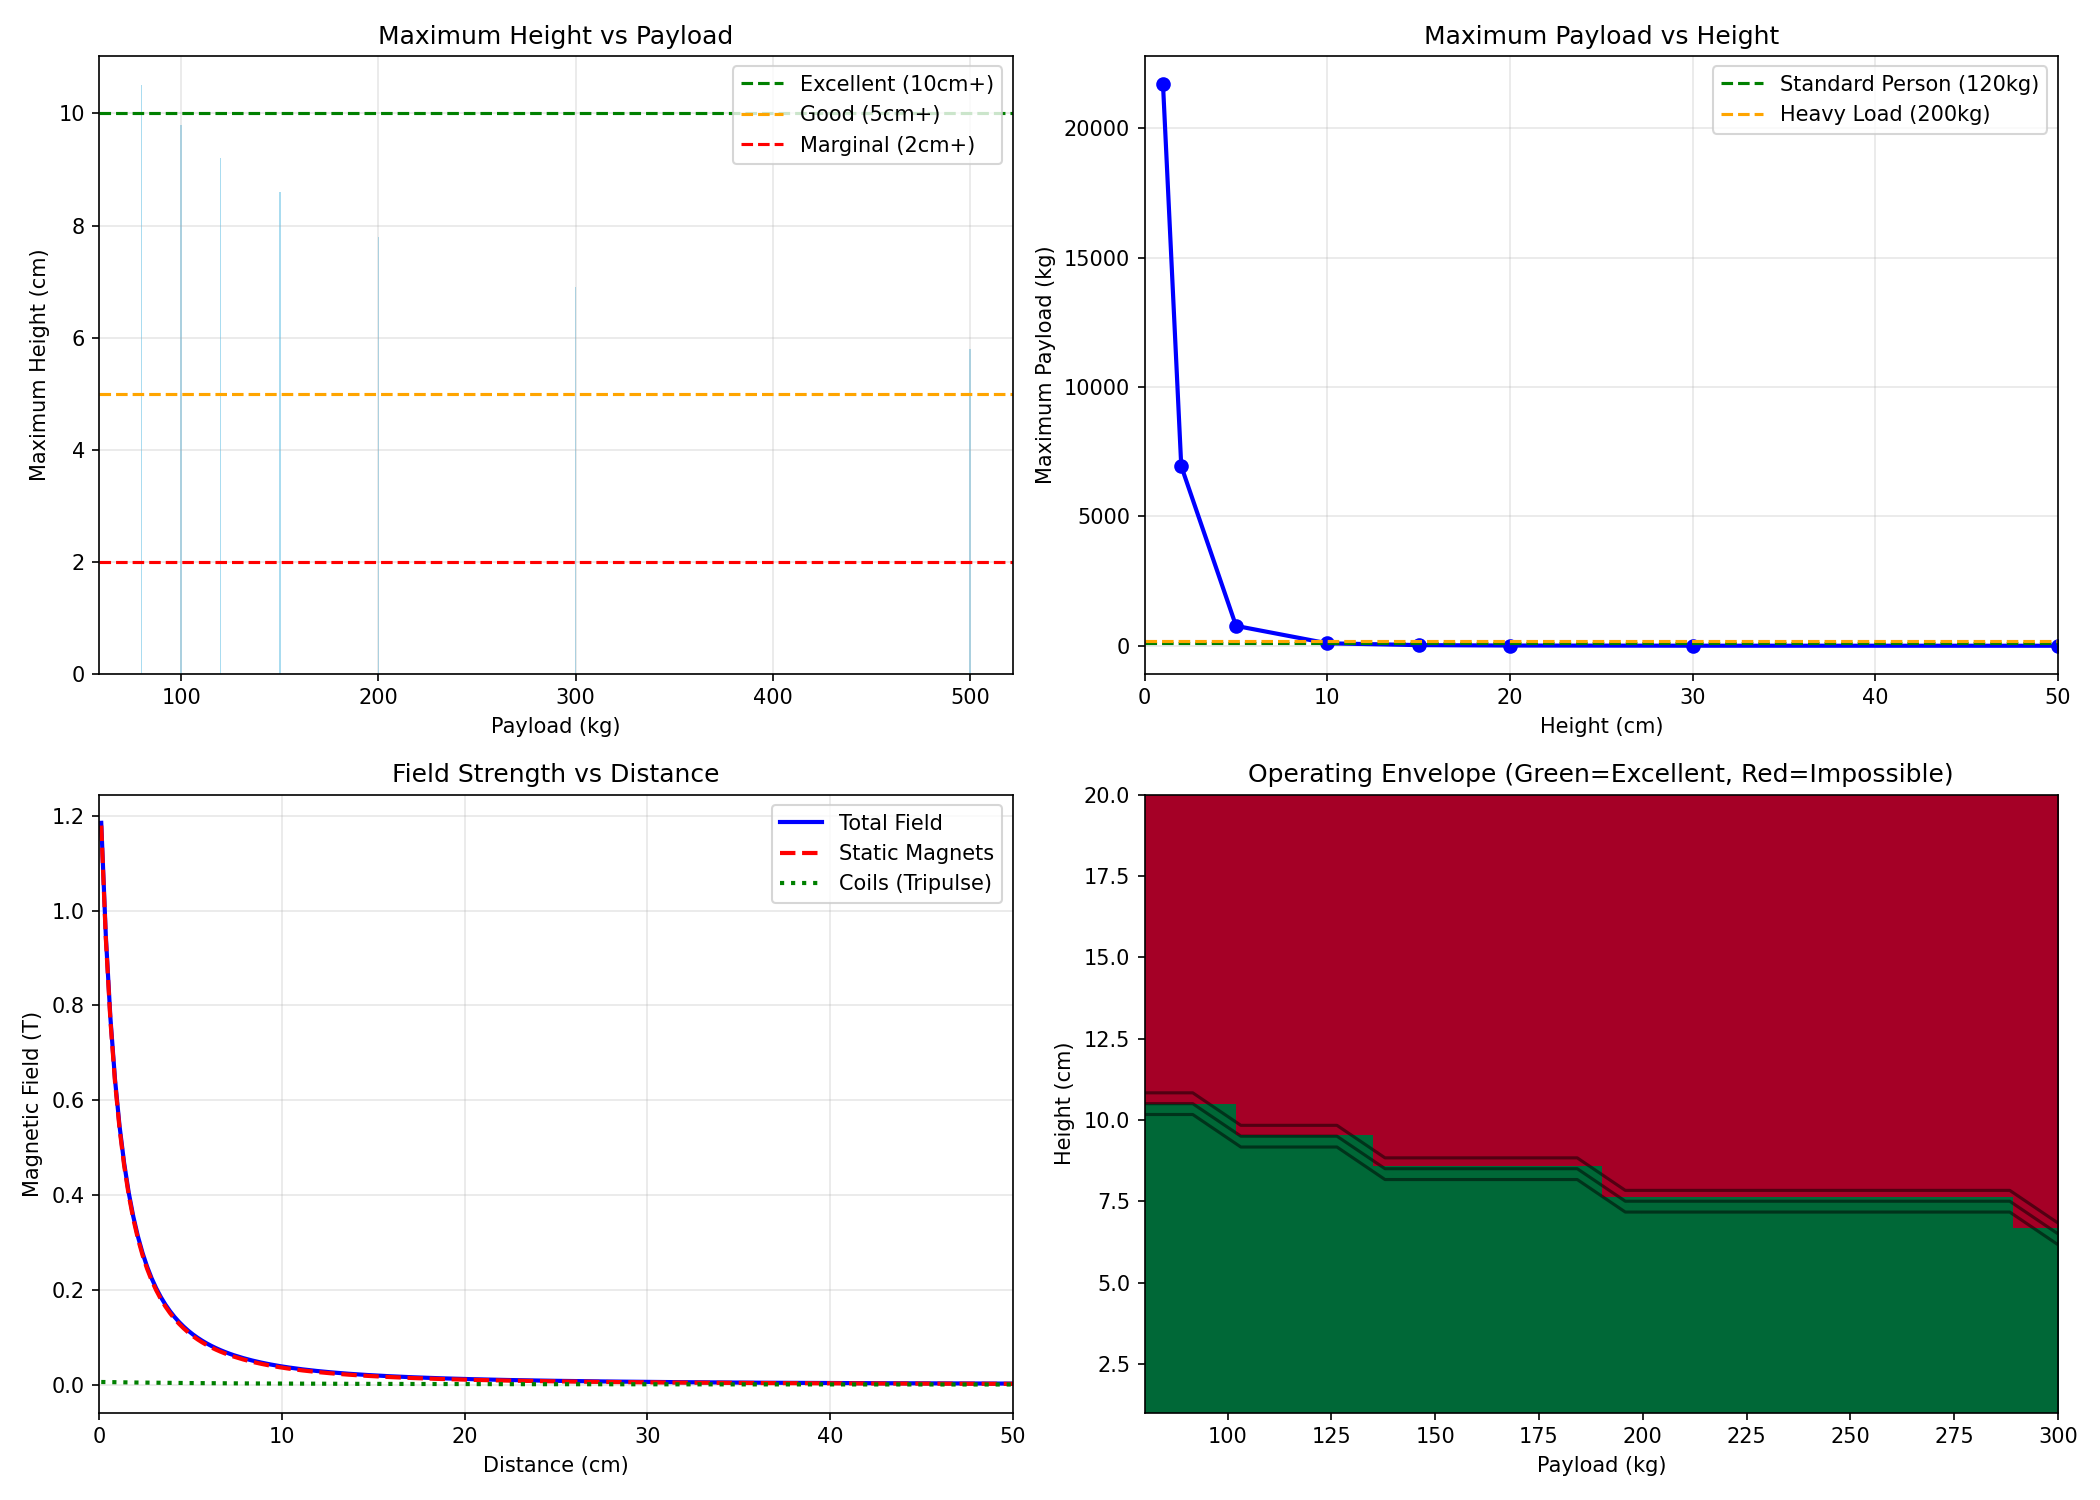 Maximum Height vs Payload
Maximum Height (cm)
10
8
6
4
2
0
Excellent (10cm+)
Good (5cm+)
Marginal (2cm+)
100 200 300 400 500
Payload (kg)
Maximum Payload vs Height
Maximum Payload (kg)
20000
15000
10000
5000
0
Standard Person (120kg)
Heavy Load (200kg)
0 10 20 30 40 50
Height (cm)
Field Strength vs Distance
Magnetic Field (T)
1.2
1.0
0.8
0.6
0.4
0.2
0.0
Total Field
Static Magnets
Coils (Tripulse)
0 10 20 30 40 50
Distance (cm)
Operating Envelope (Green=Excellent, Red=Impossible)
Height (cm)
20.0
17.5
15.0
12.5
10.0
7.5
5.0
2.5
100 125 150 175 200 225 250 275 300
Payload (kg)